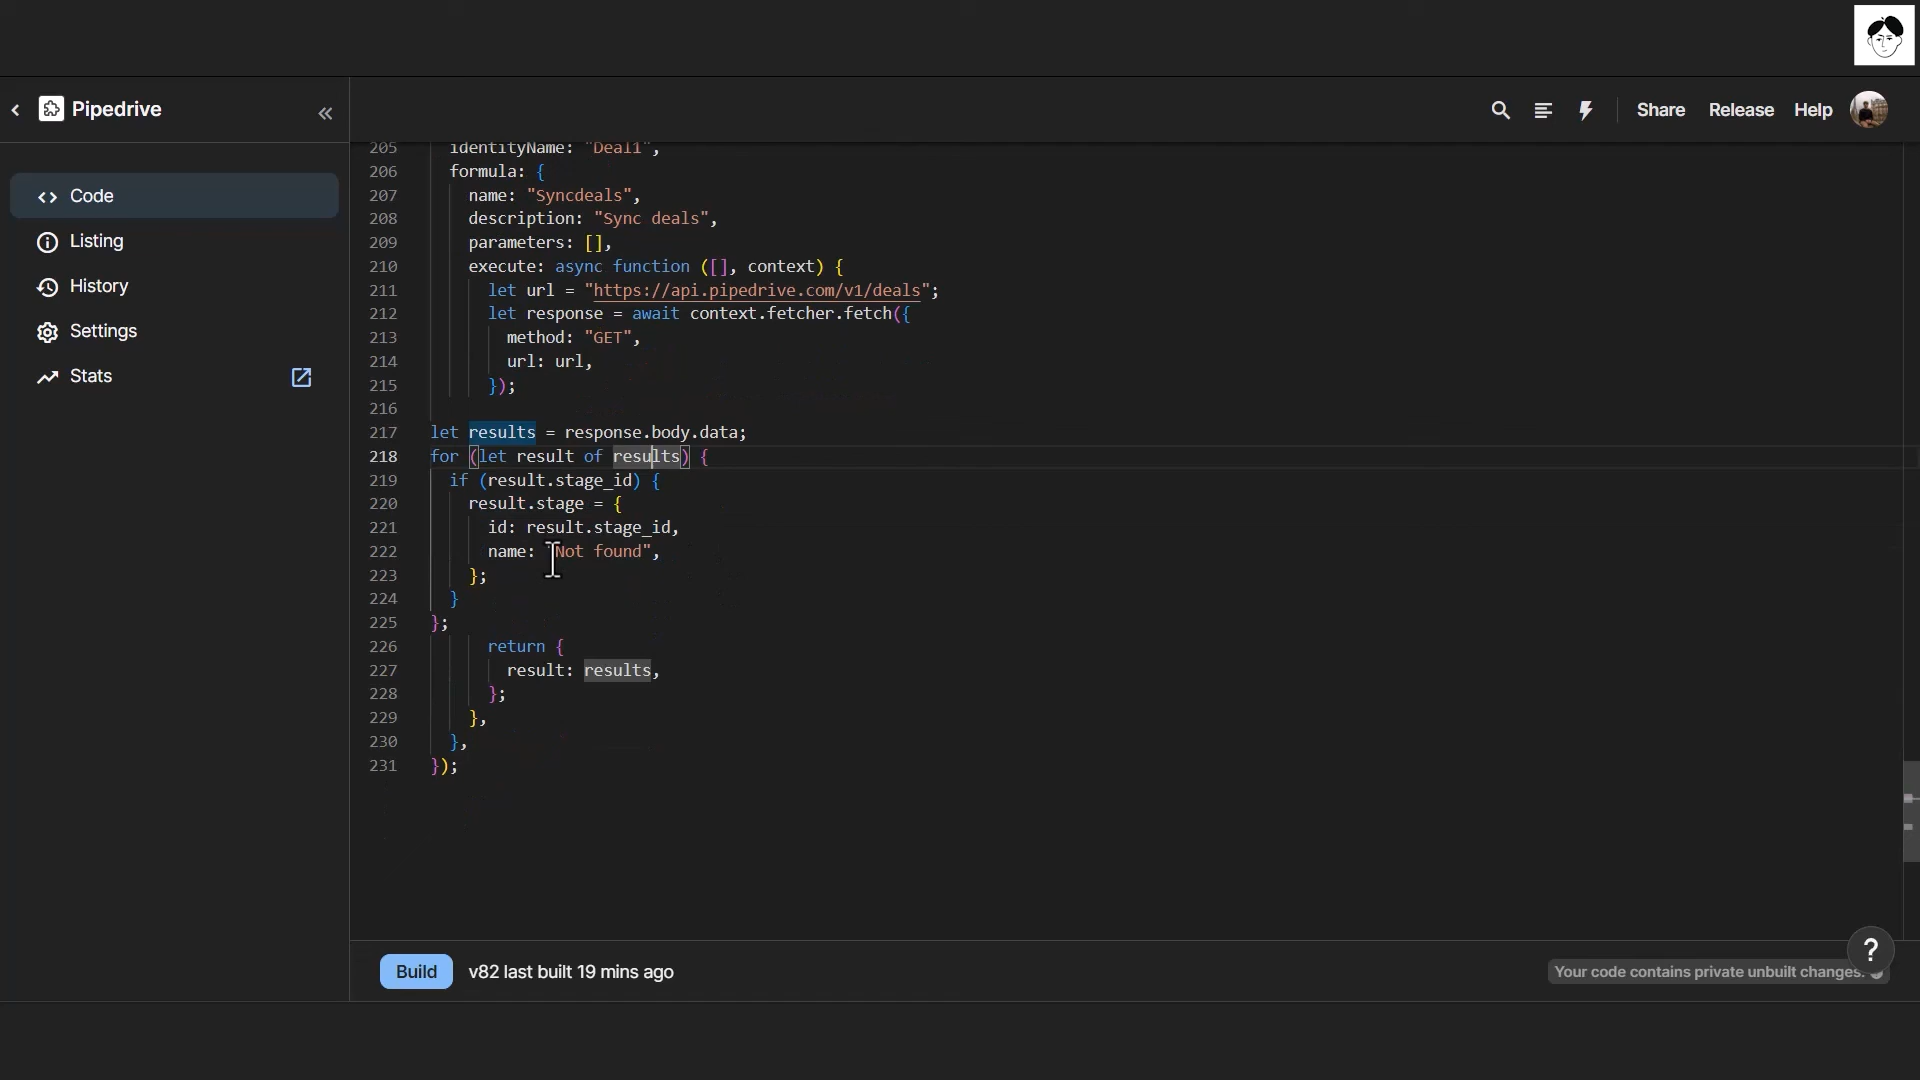 Pipedrive
Share
Release
Help
Code
Listing
History
Settings
Stats
205 identityName: "Deal1",
206 formula: {
207 name: "Syncdeals",
208 description: "Sync deals",
209 parameters: [],
210 execute: async function ([], context) {
211 let url = "https://api.pipedrive.com/v1/deals";
212 let response = await context.fetcher.fetch({
213 method: "GET",
214 url: url,
215 });
216
217 let results = response.body.data;
218 for (let result of results) {
219 if (result.stage_id) {
220 result.stage = {
221 id: result.stage_id,
222 name: "Not found",
223 };
224 }
225 };
226 return {
227 result: results,
228 };
229 },
230 },
231 });
Build
v82 last built 19 mins ago
Your code contains private unbuilt changes.
?